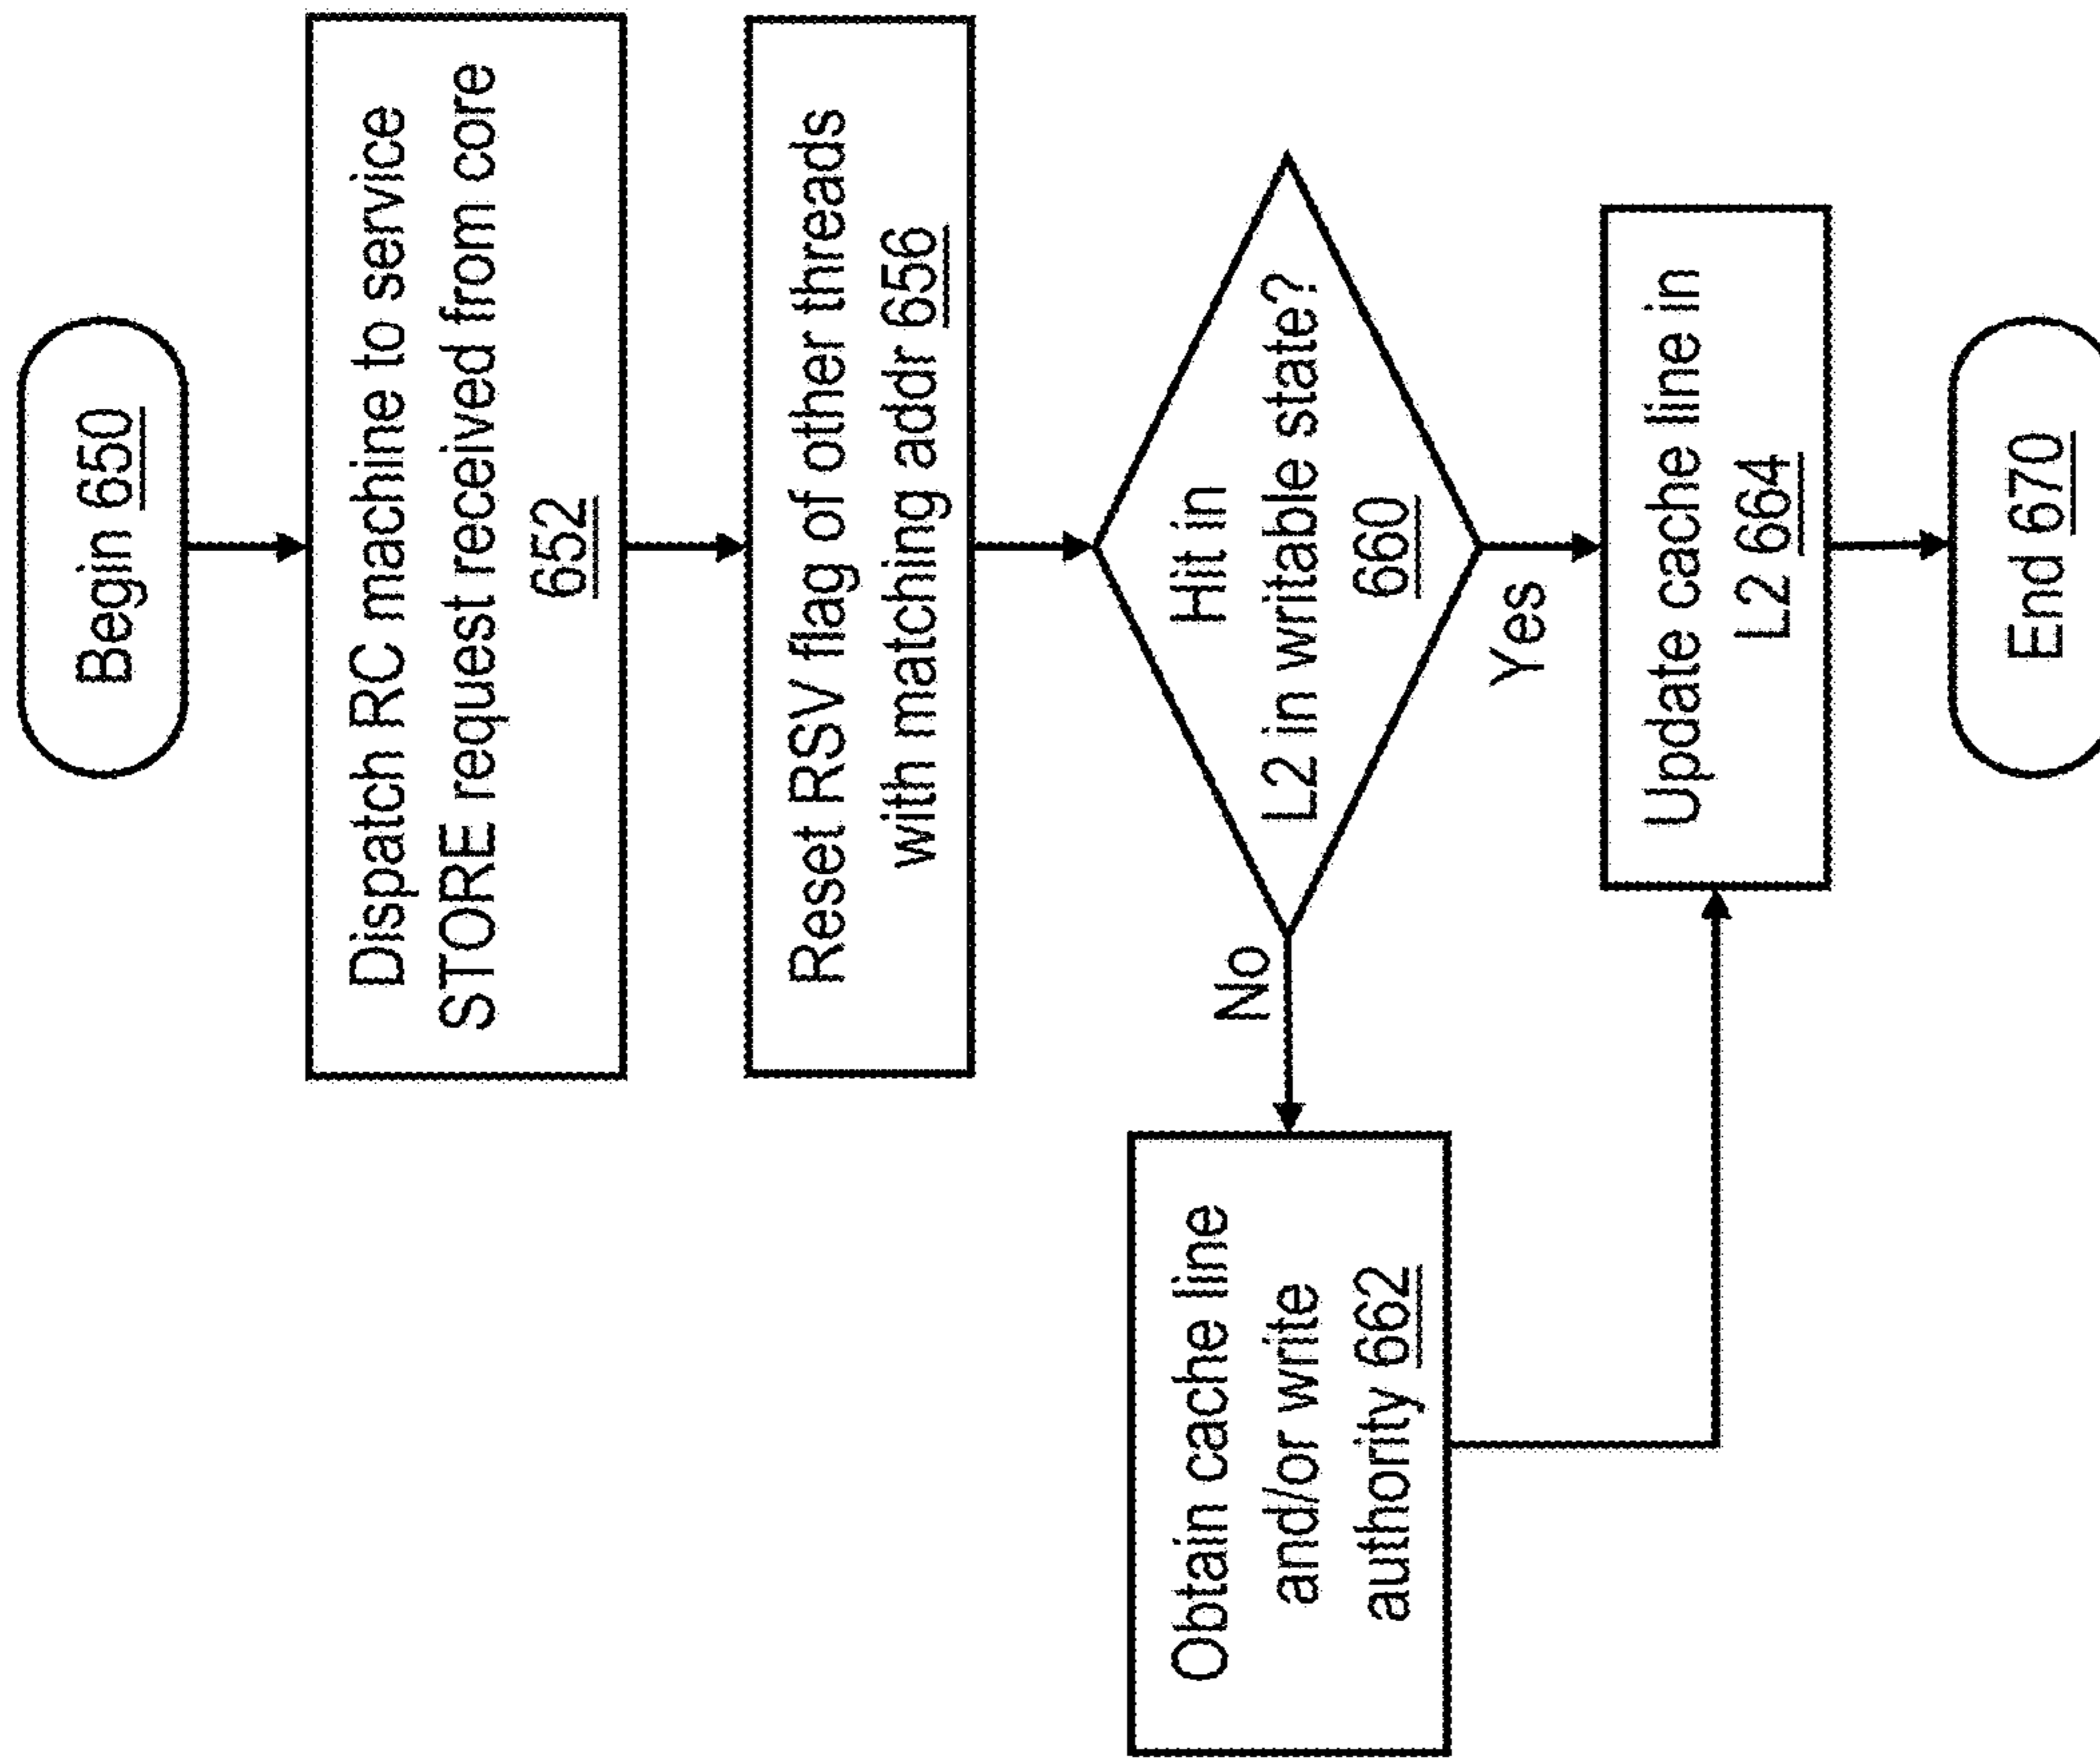 Begin 650
Dispatch RC machine to service
STORE request received from core
652
Reset RSV flag of other threads
with matching addr 656
Hit in
L2 in writable state?
660
No
Yes
Obtain cache line
and/or write
authority 662
Update cache line in
L2 664
End 670